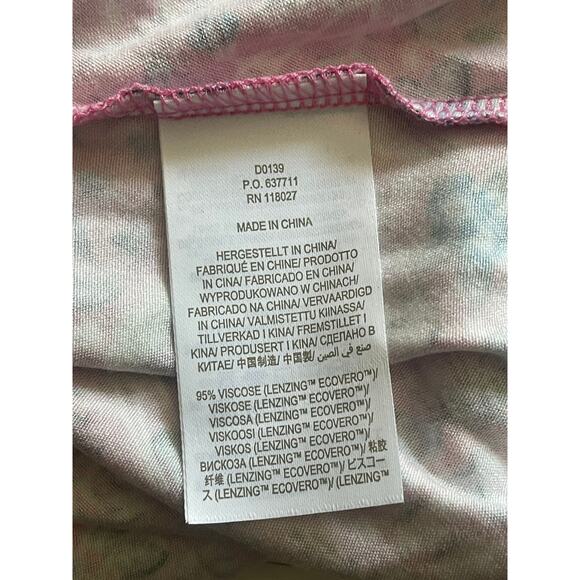 D0139
P.O. 637711
RN 118027
MADE IN CHINA
HERGESTELLT IN CHINA/
FABRIQUÉ EN CHINE/ PRODOTTO
IN CINA/ FABRICADO EN CHINA/
WYPRODUKOWANO W CHINACH/
FABRICADO NA CHINA/ VERVAARDIGD
IN CHINA/ VALMISTETTU KIINASSA/
TILLVERKAD I KINA/ FREMSTILLET I
KINA/ PRODUSERT I KINA/ СДЕЛАНО В
КИТАЕ/ 中国制造/ 中国製/ صنع في الصين/
95% VISCOSE (LENZING™ ECOVERO™)/
VISKOSE (LENZING™ ECOVERO™)/
VISCOSA (LENZING™ ECOVERO™)/
VISKOOSI (LENZING™ ECOVERO™)/
VISKOS (LENZING™ ECOVERO™)/
ВИСКОЗА (LENZING™ ECOVERO™)/ 粘胶
纤维 (LENZING™ ECOVERO™)/ ビスコー
ス (LENZING™ ECOVERO™)/ (LENZING™